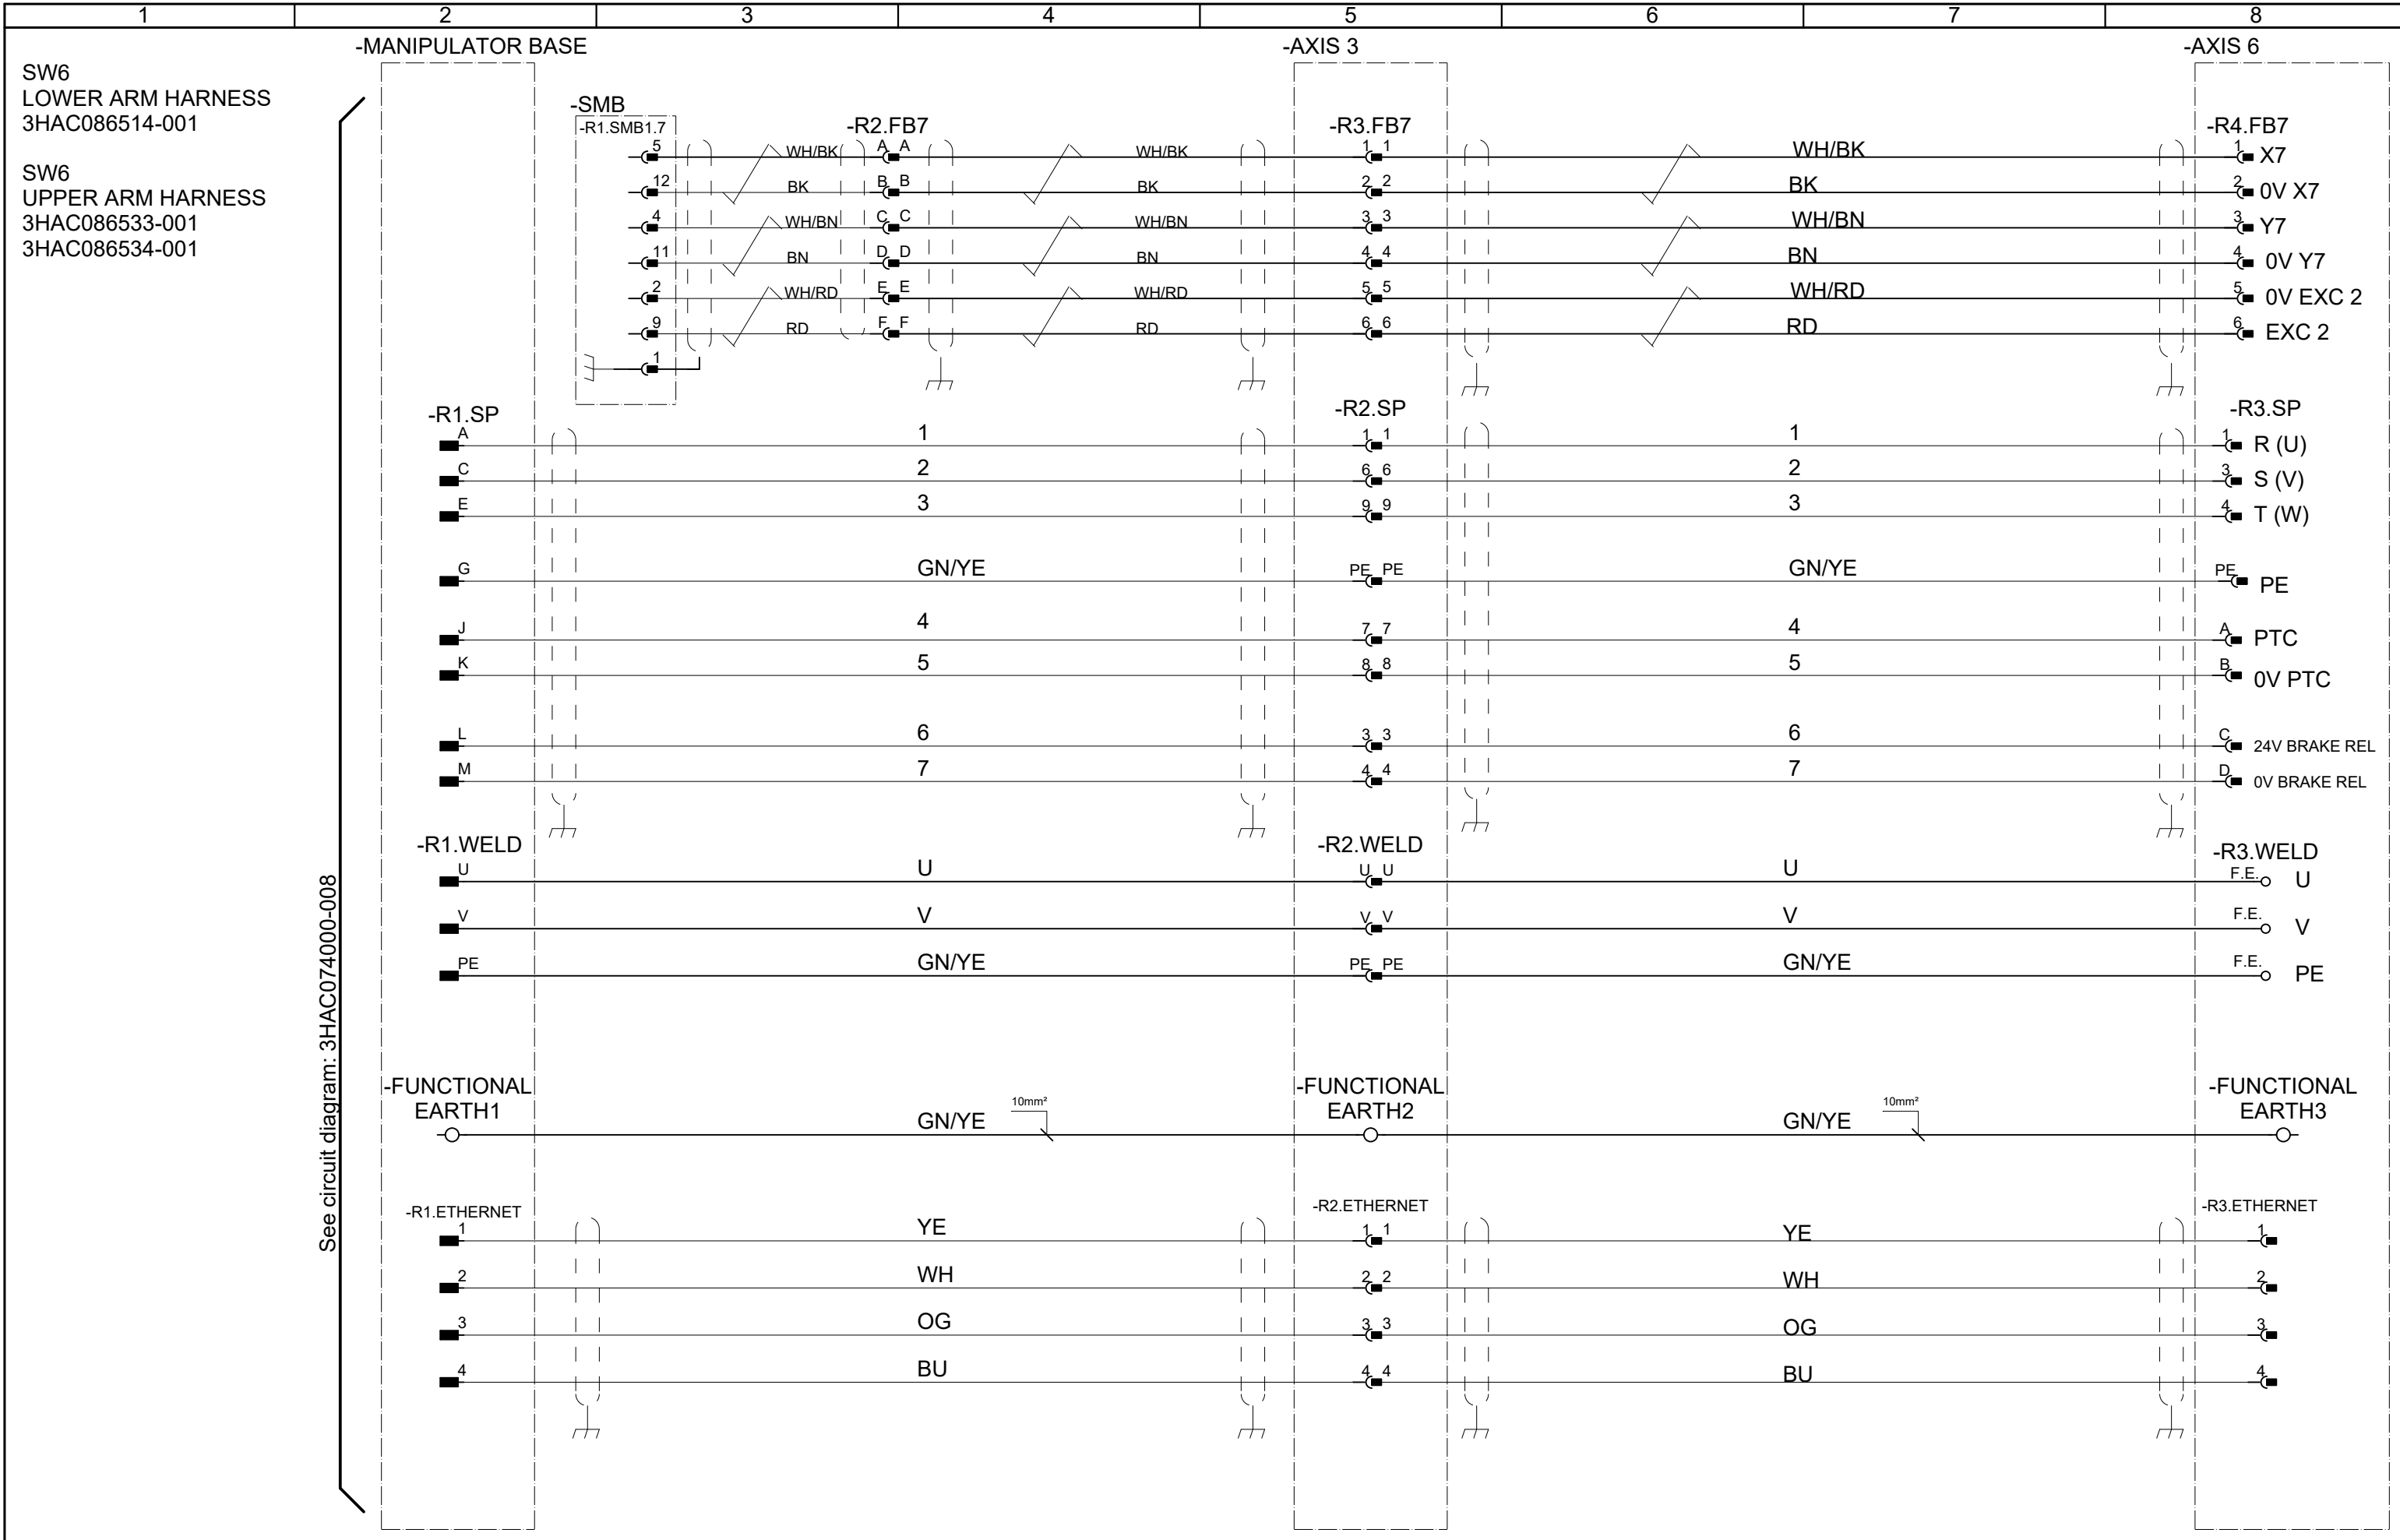 1 2 3 4 5 6 7 8
-MANIPULATOR BASE -AXIS 3 -AXIS 6
SW6
LOWER ARM HARNESS
3HAC086514-001
SW6
UPPER ARM HARNESS
3HAC086533-001
3HAC086534-001
See circuit diagram: 3HAC074000-008
-SMB
-R1.SMB1.7 -R2.FB7 -R3.FB7 -R4.FB7
5 WH/BK A A WH/BK 1 1 WH/BK 1 X7
12 BK B B BK 2 2 BK 2 0V X7
4 WH/BN C C WH/BN 3 3 WH/BN 3 Y7
11 BN D D BN 4 4 BN 4 0V Y7
2 WH/RD E E WH/RD 5 5 WH/RD 5 0V EXC 2
9 RD F F RD 6 6 RD 6 EXC 2
1
-R1.SP -R2.SP -R3.SP
A 1 1 1 1 1 R (U)
C 2 6 6 2 3 S (V)
E 3 9 9 3 4 T (W)
G GN/YE PE PE GN/YE PE PE
J 4 7 7 4 A PTC
K 5 8 8 5 B 0V PTC
L 6 3 3 6 C 24V BRAKE REL
M 7 4 4 7 D 0V BRAKE REL
-R1.WELD -R2.WELD -R3.WELD
U U U U U F.E. U
V V V V V F.E. V
PE GN/YE PE PE GN/YE F.E. PE
-FUNCTIONAL -FUNCTIONAL -FUNCTIONAL
EARTH1 EARTH2 EARTH3
GN/YE 10mm² GN/YE 10mm²
-R1.ETHERNET -R2.ETHERNET -R3.ETHERNET
1 YE 1 1 YE 1
2 WH 2 2 WH 2
3 OG 3 3 OG 3
4 BU 4 4 BU 4